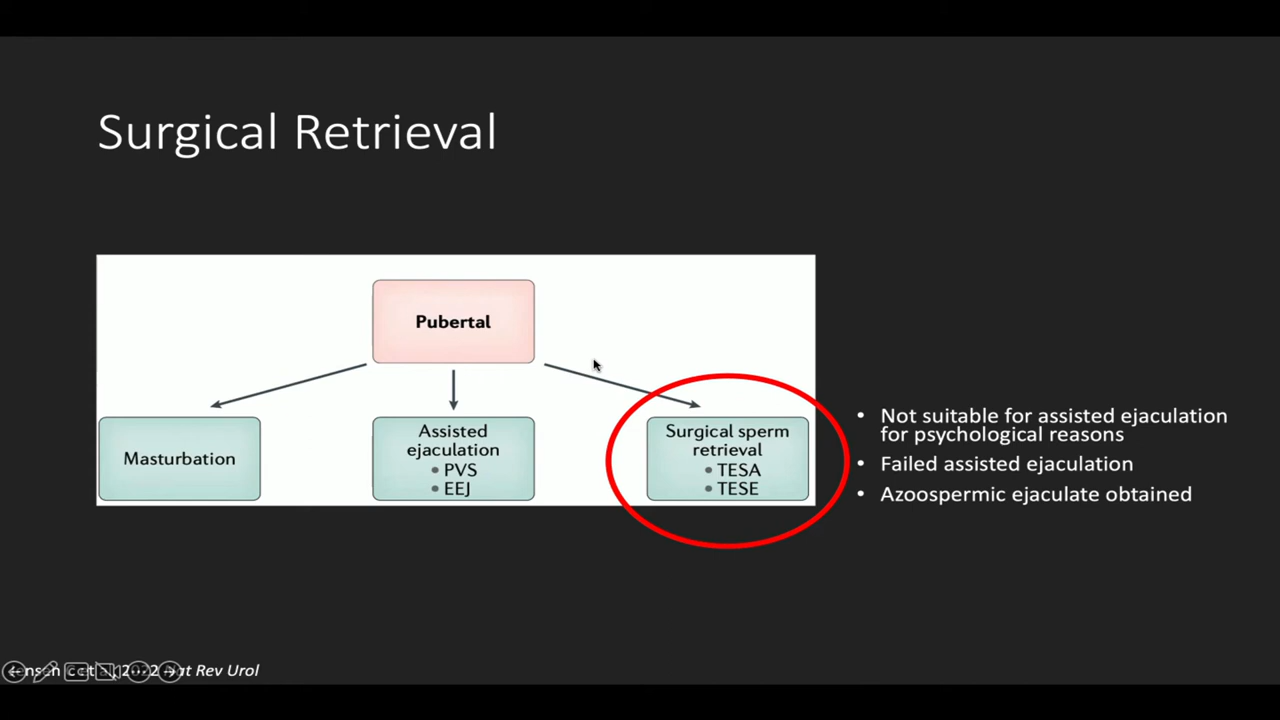 Surgical Retrieval
Pubertal
Masturbation
Assisted
ejaculation
• PVS
• EEJ
Surgical sperm
retrieval
• TESA
• TESE
• Not suitable for assisted ejaculation
for psychological reasons
• Failed assisted ejaculation
• Azoospermic ejaculate obtained
2022 Nat Rev Urol